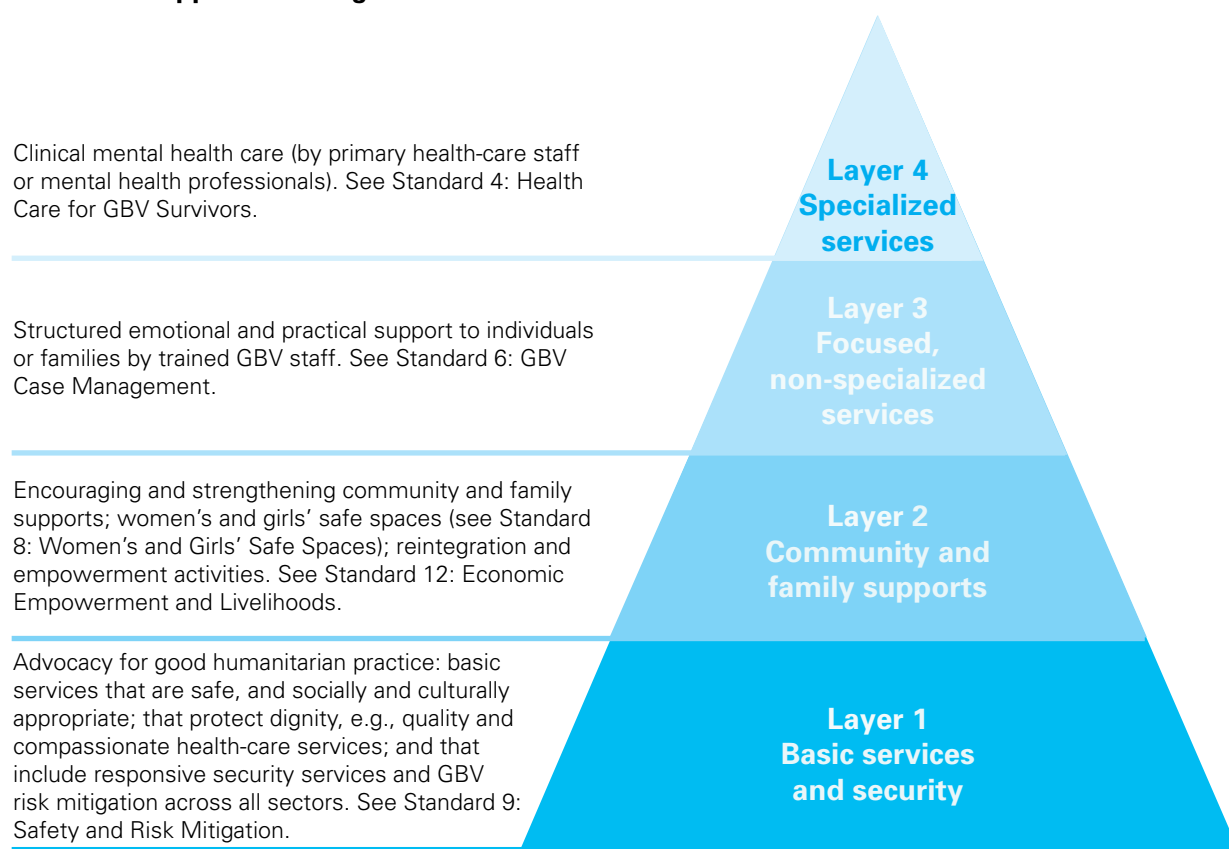 Clinical mental health care (by primary health-care staff
or mental health professionals). See Standard 4: Health
Care for GBV Survivors.
Layer 4
Specialized
services
Structured emotional and practical support to individuals
or families by trained GBV staff. See Standard 6: GBV
Case Management.
Layer 3
Focused,
non-specialized
services
Encouraging and strengthening community and family
supports; women’s and girls’ safe spaces (see Standard
8: Women’s and Girls’ Safe Spaces); reintegration and
empowerment activities. See Standard 12: Economic
Empowerment and Livelihoods.
Layer 2
Community and
family supports
Advocacy for good humanitarian practice: basic
services that are safe, and socially and culturally
appropriate; that protect dignity, e.g., quality and
compassionate health-care services; and that
include responsive security services and GBV
risk mitigation across all sectors. See Standard 9:
Safety and Risk Mitigation.
Layer 1
Basic services
and security